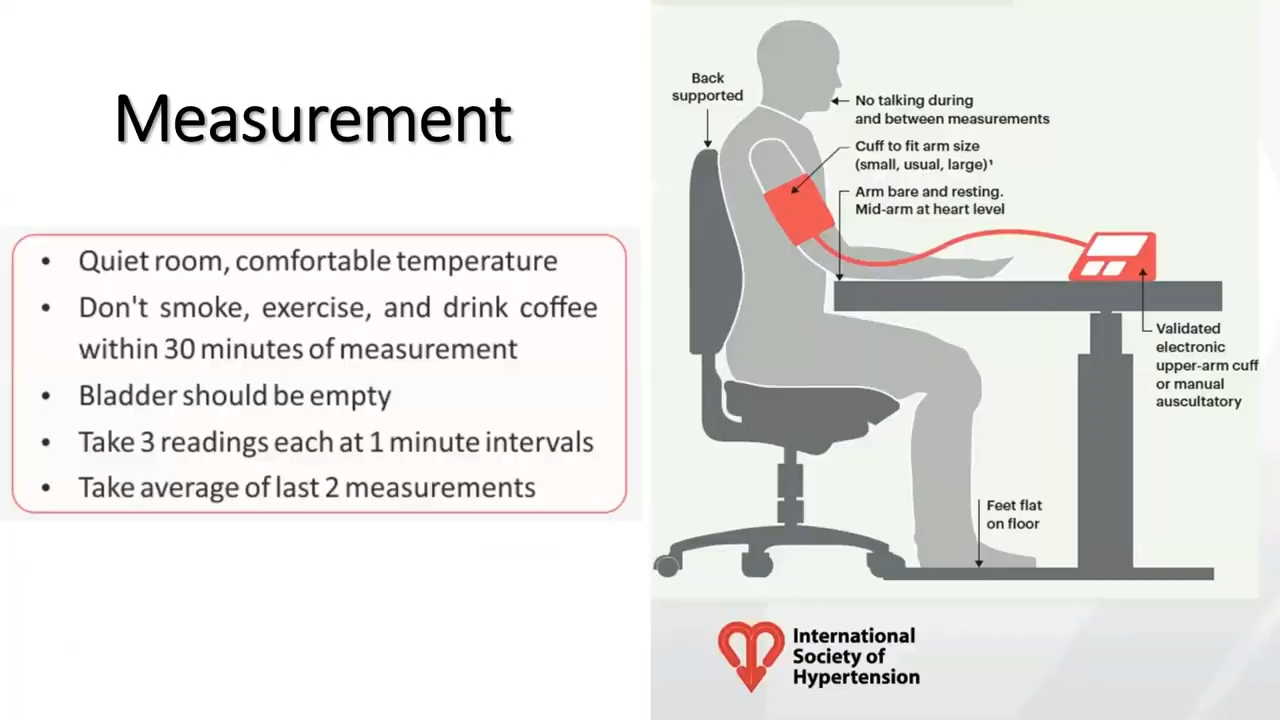 Measurement
• Quiet room, comfortable temperature
• Don't smoke, exercise, and drink coffee
within 30 minutes of measurement
• Bladder should be empty
• Take 3 readings each at 1 minute intervals
• Take average of last 2 measurements
Back
supported
No talking during
and between measurements
Cuff to fit arm size
(small, usual, large)¹
Arm bare and resting.
Mid-arm at heart level
Validated
electronic
upper-arm cuff
or manual
auscultatory
Feet flat
on floor
International
Society of
Hypertension